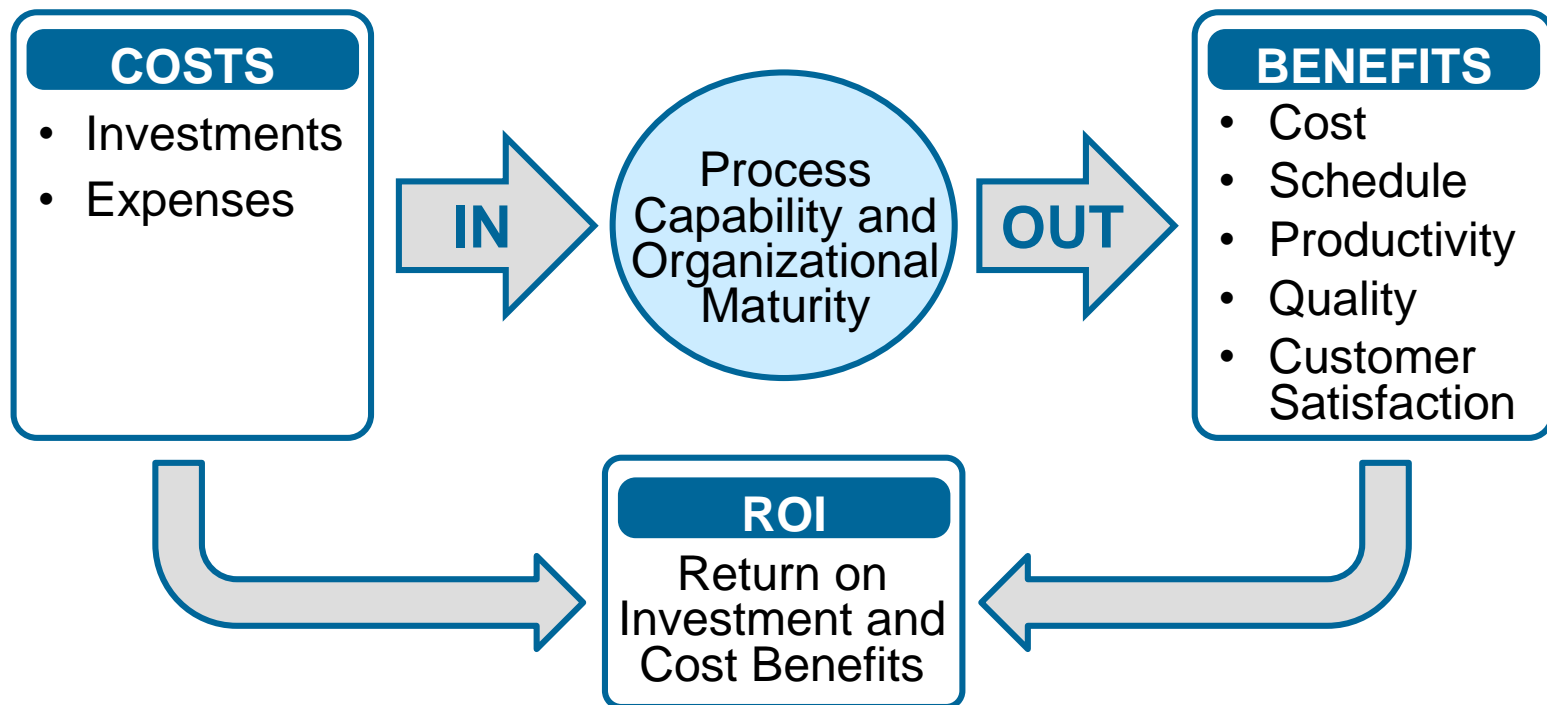 COSTS
• Investments
• Expenses
IN
Process
Capability and
Organizational
Maturity
OUT
BENEFITS
• Cost
• Schedule
• Productivity
• Quality
• Customer
Satisfaction
ROI
Return on
Investment and
Cost Benefits